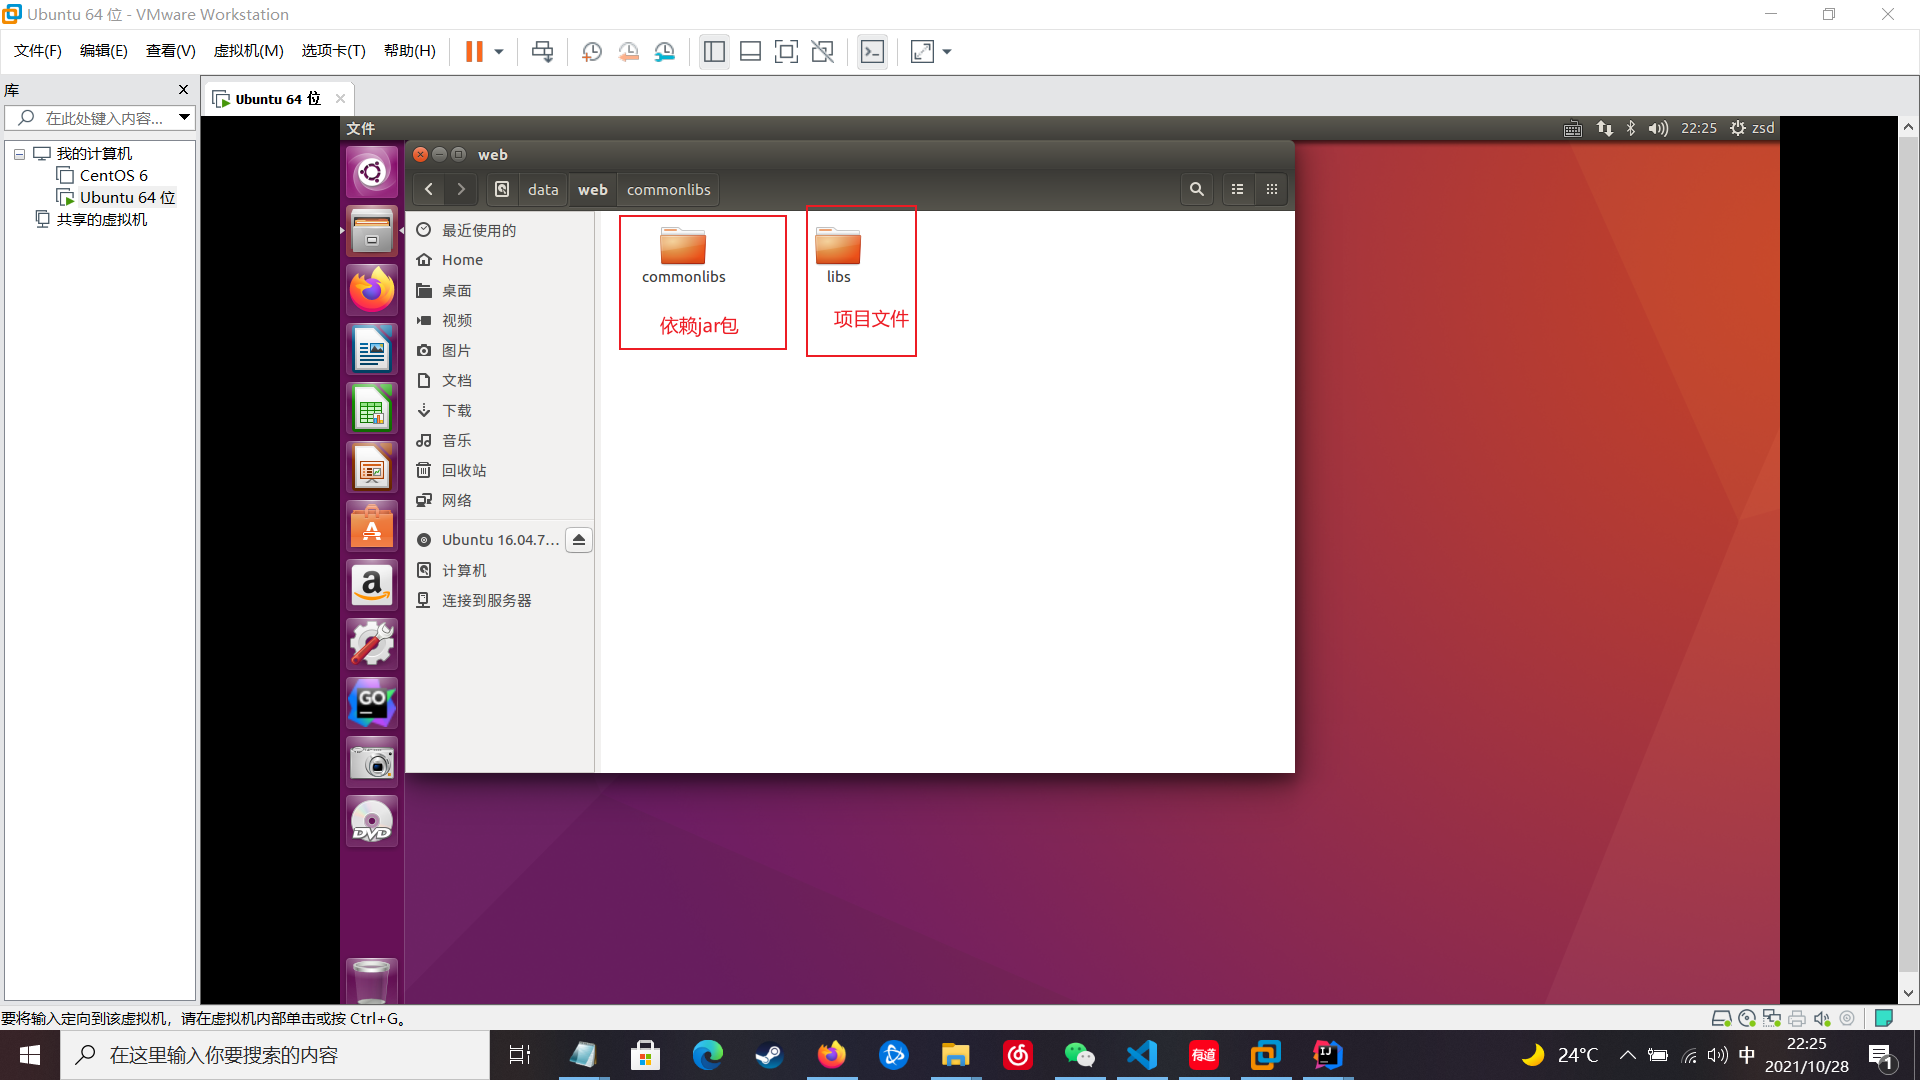 Ubuntu 64 位 - VMware Workstation
文件(F) 编辑(E) 查看(V) 虚拟机(M) 选项卡(T) 帮助(H)
库
在此处键入内容...
我的计算机
CentOS 6
Ubuntu 64 位
共享的虚拟机
Ubuntu 64 位
文件
22:25 zsd
web
data web commonlibs
最近使用的
Home
桌面
视频
图片
文档
下载
音乐
回收站
网络
Ubuntu 16.04.7...
计算机
连接到服务器
commonlibs
依赖jar包
libs
项目文件
GO
DVD
要将输入定向到该虚拟机，请在虚拟机内部单击或按 Ctrl+G。
在这里输入你要搜索的内容
有道
IJ
24°C
中
22:25
2021/10/28
1